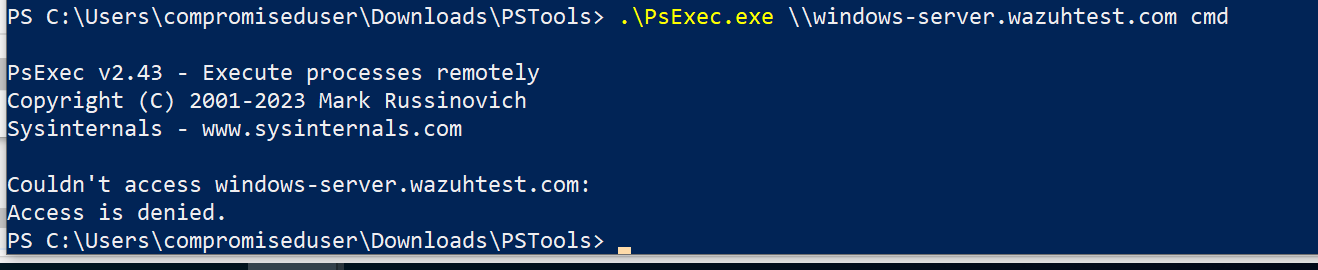 PS C:\Users\compromiseduser\Downloads\PSTools> .\PsExec.exe \\windows-server.wazuhtest.com cmd
PsExec v2.43 - Execute processes remotely
Copyright (C) 2001-2023 Mark Russinovich
Sysinternals - www.sysinternals.com
Couldn't access windows-server.wazuhtest.com:
Access is denied.
PS C:\Users\compromiseduser\Downloads\PSTools>